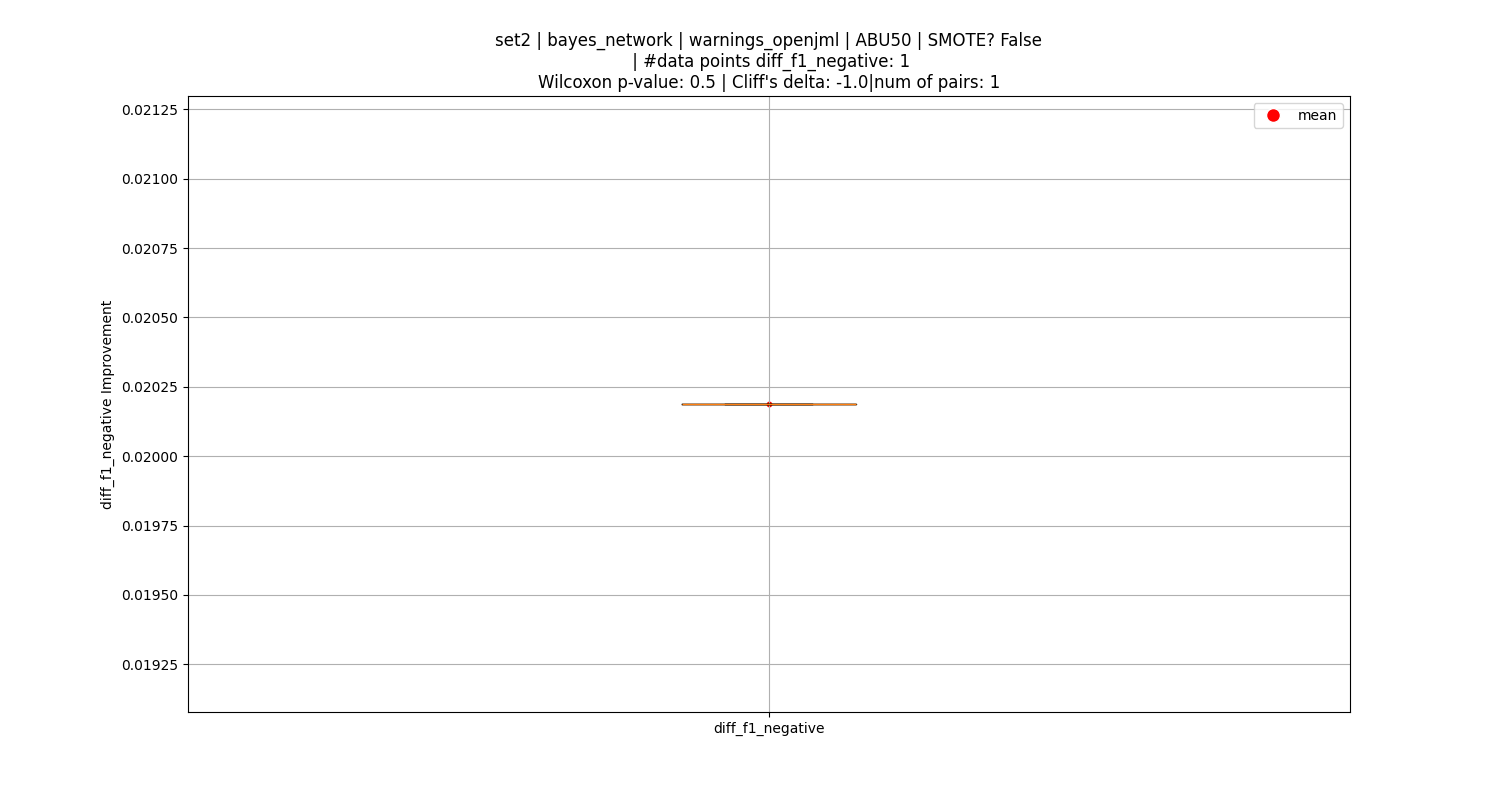 set2 | bayes_network | warnings_openjml | ABU50 | SMOTE? False
| #data points diff_f1_negative: 1
Wilcoxon p-value: 0.5 | Cliff's delta: -1.0|num of pairs: 1
mean
0.02125
0.02100
0.02075
0.02050
0.02025
0.02000
0.01975
0.01950
0.01925
diff_f1_negative Improvement
diff_f1_negative